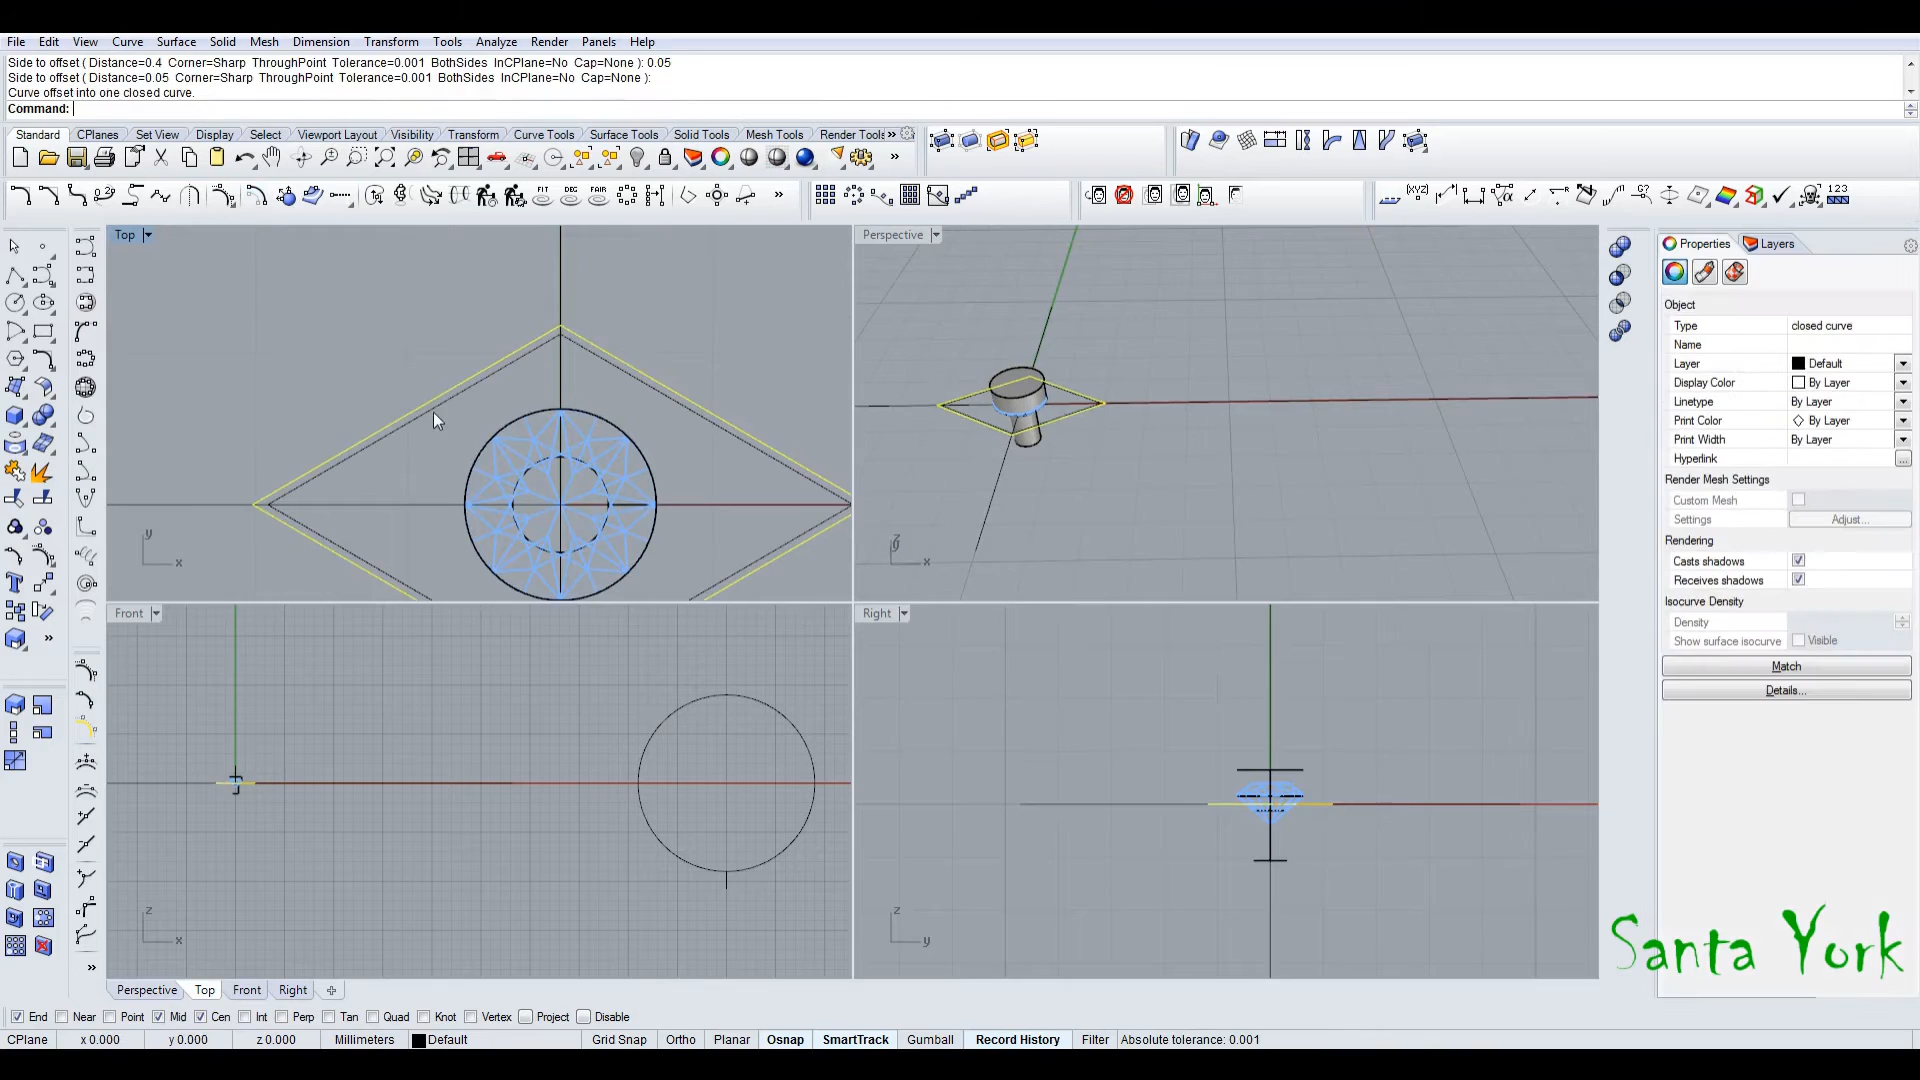 File Edit View Curve Surface Solid Mesh Dimension Transform Tools Analyze Render Panels Help
Side to offset ( Distance=0.4 Corner=Sharp ThroughPoint Tolerance=0.001 BothSides InCPlane=No Cap=None ): 0.05
Side to offset ( Distance=0.05 Corner=Sharp ThroughPoint Tolerance=0.001 BothSides InCPlane=No Cap=None ):
Curve offset into one closed curve.
Command:
Standard CPlanes Set View Display Select Viewport Layout Visibility Transform Curve Tools Surface Tools Solid Tools Mesh Tools Render Tools
Top
Perspective
Properties Layers
Object
Type closed curve
Name
Layer Default
Display Color By Layer
Linetype By Layer
Print Color By Layer
Print Width By Layer
Hyperlink ...
Render Mesh Settings
Custom Mesh
Settings Adjust...
Rendering
Casts shadows
Receives shadows
Isocurve Density
Density
Show surface isocurve Visible
Match
Details...
y
x
x
Front
Right
z
x
z
y
Santa York
Perspective Top Front Right
End Near Point Mid Cen Int Perp Tan Quad Knot Vertex Project Disable
CPlane x 0.000 y 0.000 z 0.000 Millimeters Default Grid Snap Ortho Planar Osnap SmartTrack Gumball Record History Filter Absolute tolerance: 0.001